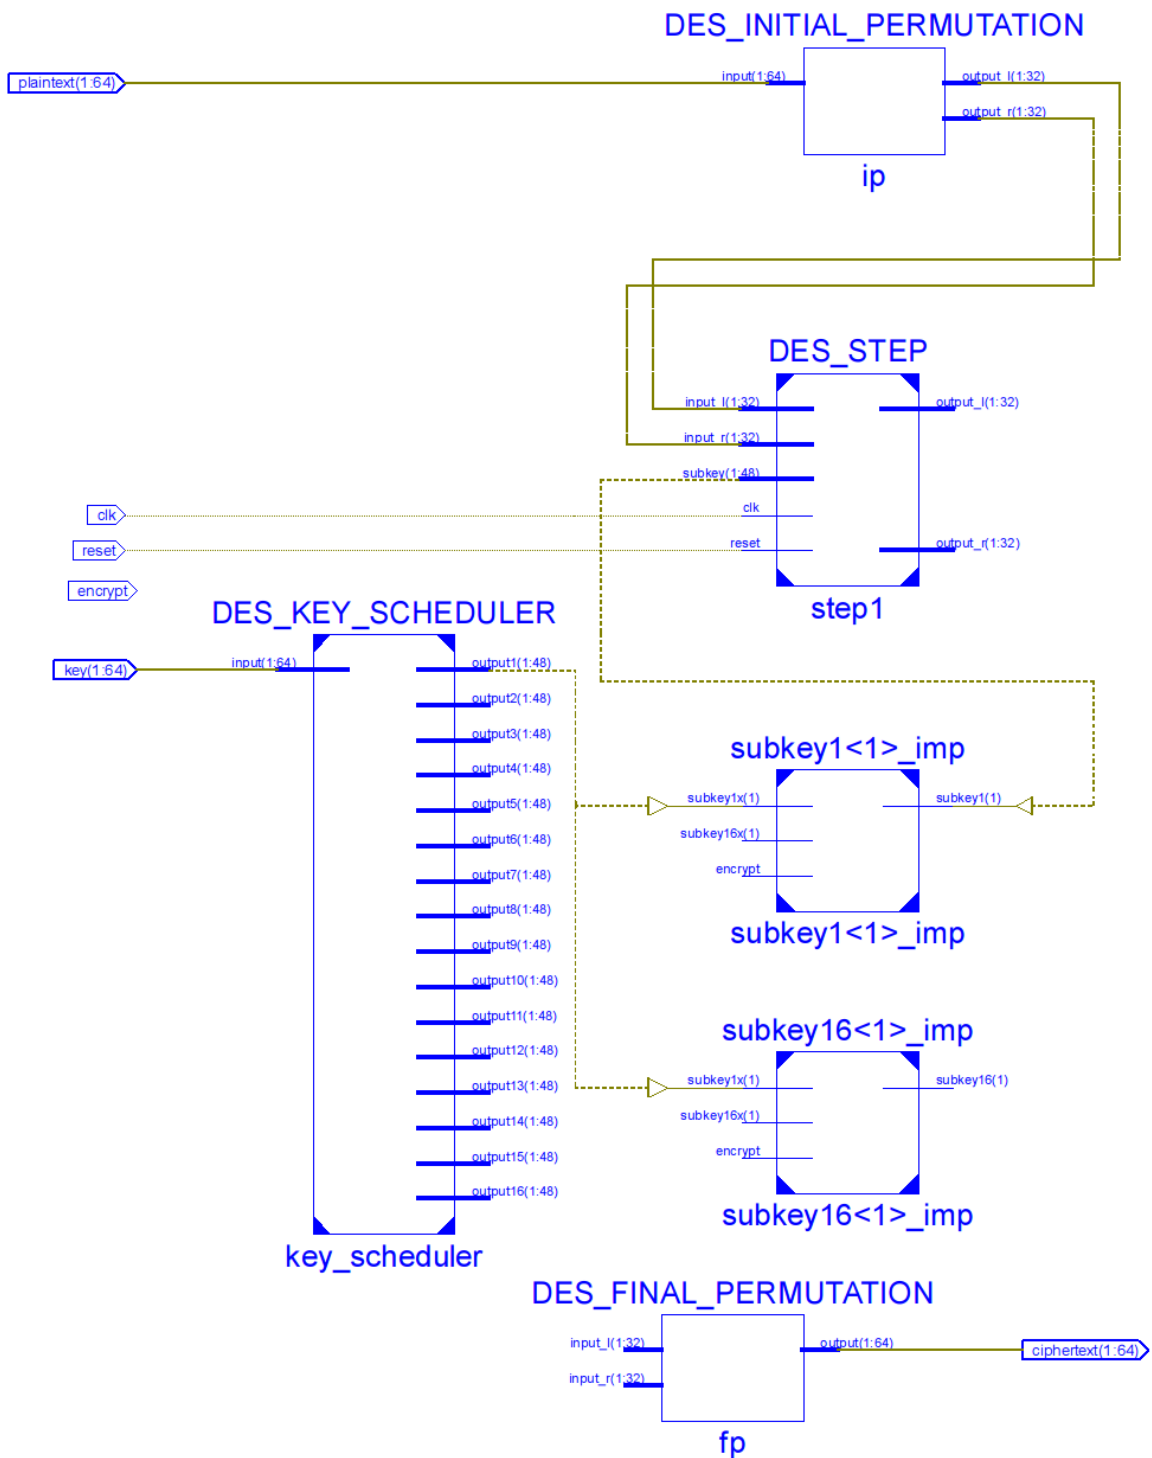 DES_INITIAL_PERMUTATION
plaintext(1:64)
input(1:64)
output_l(1:32)
output_r(1:32)
ip
DES_STEP
input_l(1:32)
output_l(1:32)
input_r(1:32)
subkey(1:48)
clk
clk
reset
reset
output_r(1:32)
encrypt
step1
DES_KEY_SCHEDULER
key(1:64)
input(1:64)
output1(1:48)
output2(1:48)
output3(1:48)
output4(1:48)
output5(1:48)
output6(1:48)
output7(1:48)
output8(1:48)
output9(1:48)
output10(1:48)
output11(1:48)
output12(1:48)
output13(1:48)
output14(1:48)
output15(1:48)
output16(1:48)
key_scheduler
subkey1<1>_imp
subkey1x(1)
subkey1(1)
subkey16x(1)
encrypt
subkey1<1>_imp
subkey16<1>_imp
subkey1x(1)
subkey16(1)
subkey16x(1)
encrypt
subkey16<1>_imp
DES_FINAL_PERMUTATION
input_l(1:32)
output(1:64)
ciphertext(1:64)
input_r(1:32)
fp